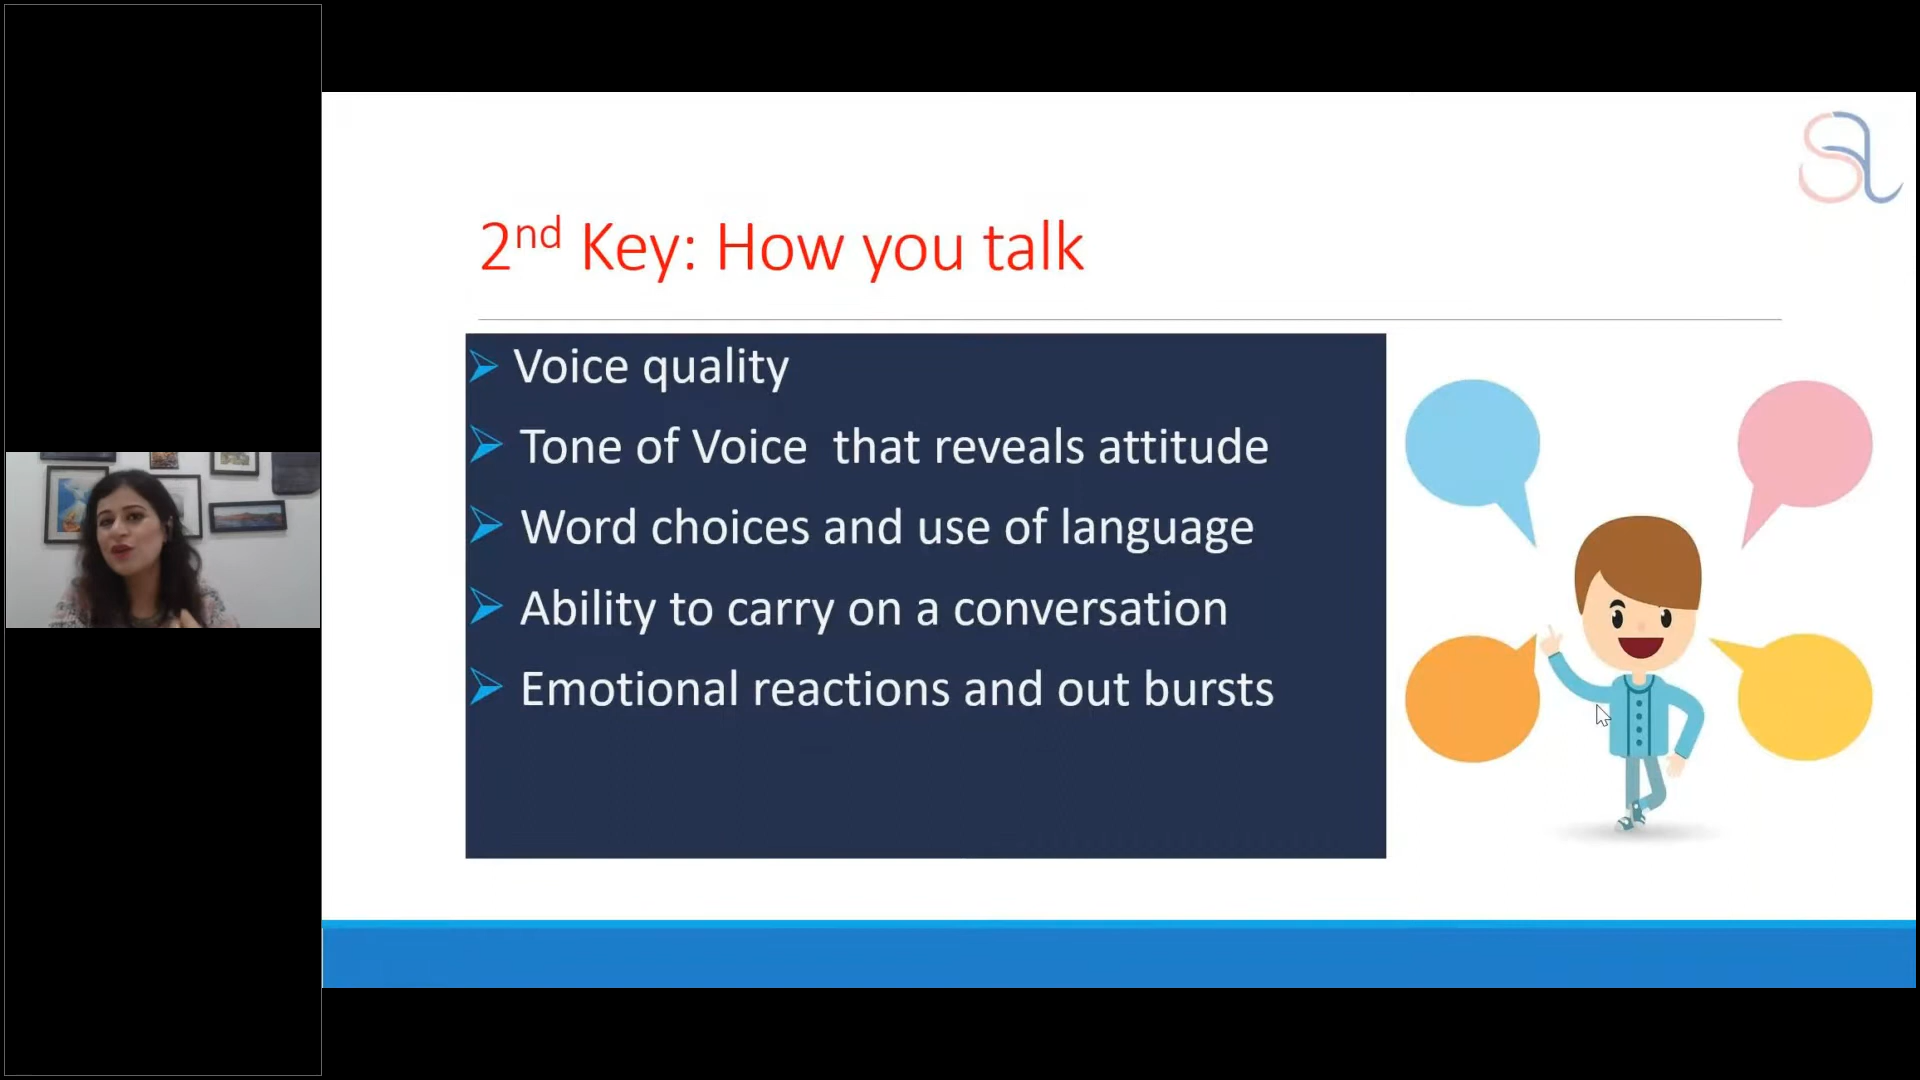 2nd Key: How you talk
Voice quality
Tone of Voice  that reveals attitude
Word choices and use of language
Ability to carry on a conversation
Emotional reactions and out bursts